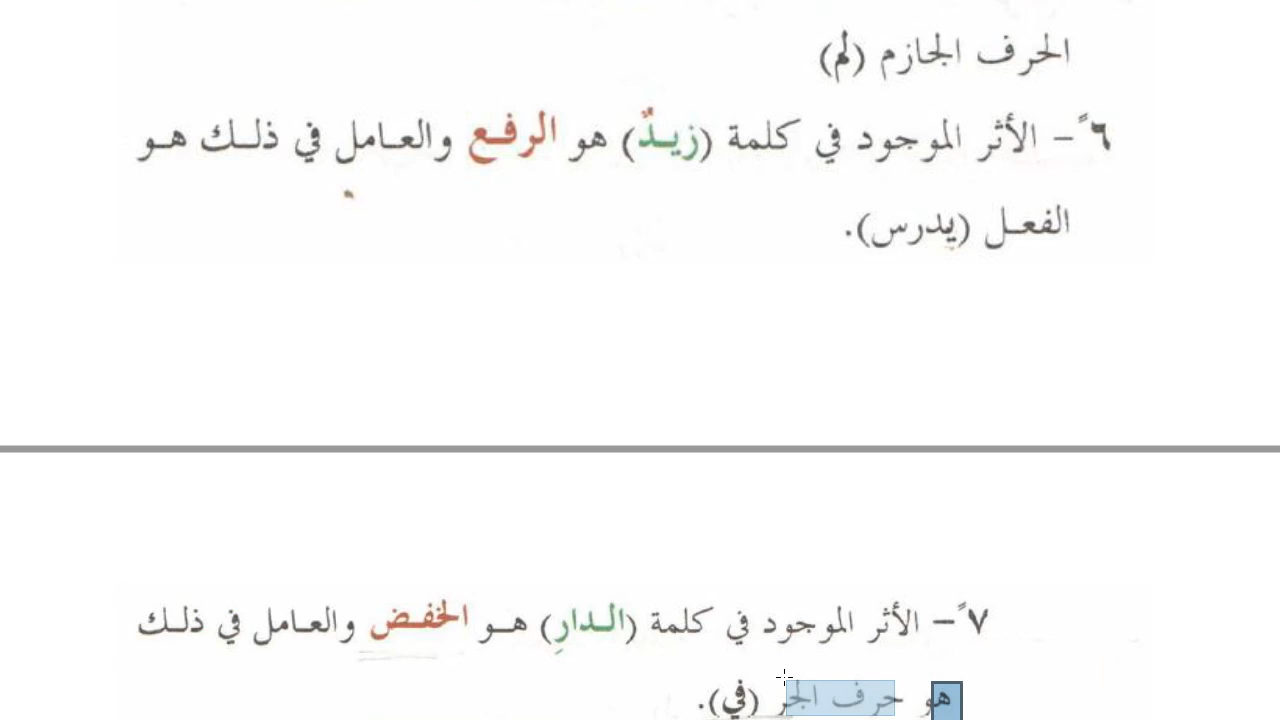 الحرف الجازم (لم)
٦ً - الأثر الموجود في كلمة (زيدٌ) هو الرفع والعامل في ذلك هو
الفعل (يدرس).
٧ً - الأثر الموجود في كلمة (الدارِ) هو الخفض والعامل في ذلك
هو حرف الجر (في).